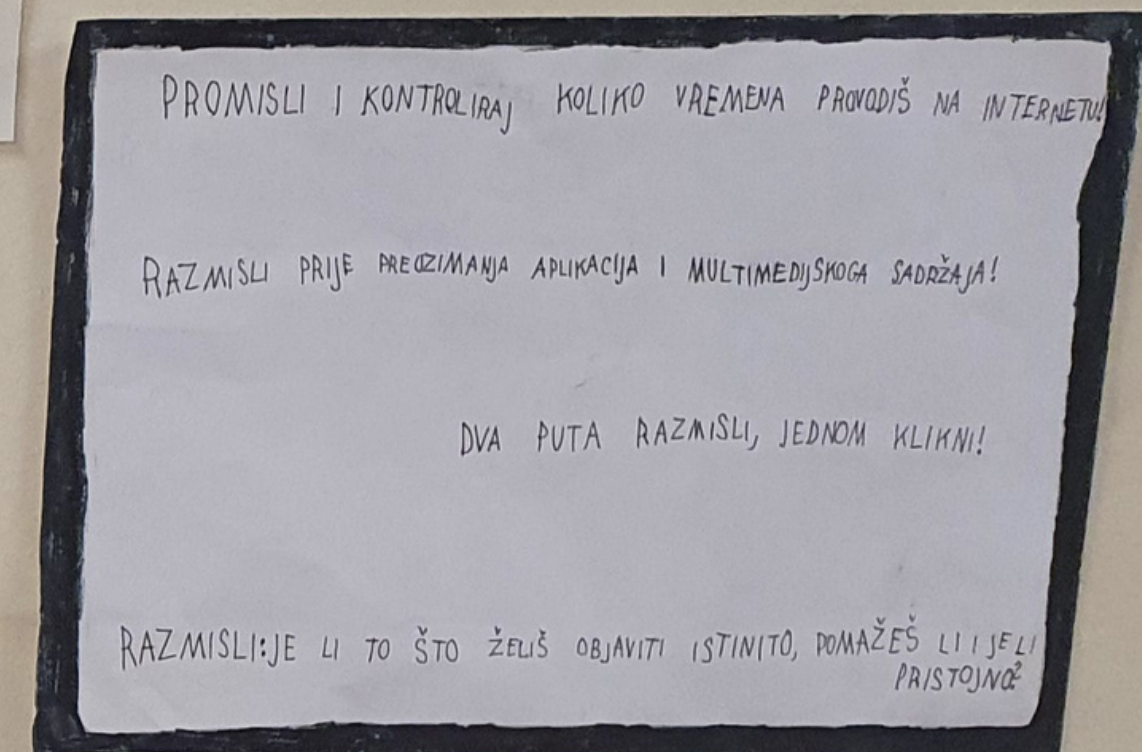 PROMISLI I KONTROLIRAJ KOLIKO VREMENA PROVODIŠ NA INTERNETU!
RAZMISLI PRIJE PREUZIMANJA APLIKACIJA I MULTIMEDIJSKOGA SADRŽAJA!
DVA PUTA RAZMISLI, JEDNOM KLIKNI!
RAZMISLI: JE LI TO ŠTO ŽELIŠ OBJAVITI ISTINITO, POMAŽEŠ LI I JE LI
PRISTOJNO?